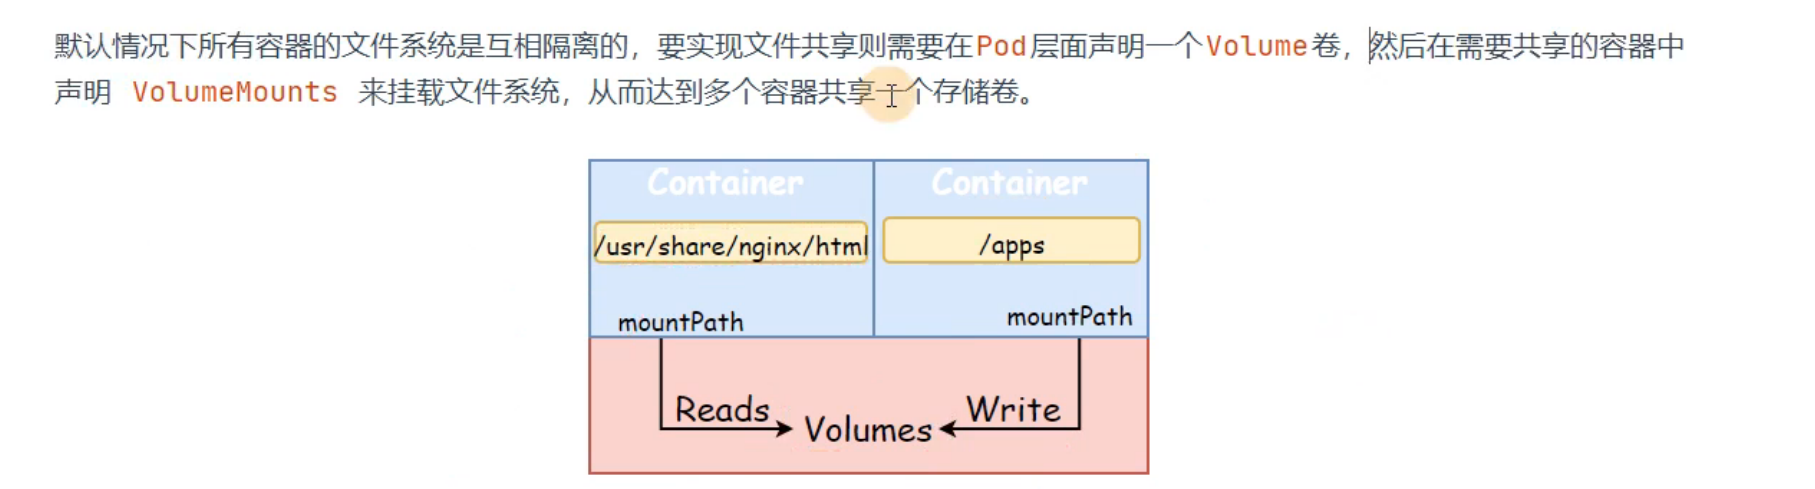 默认情况下所有容器的文件系统是互相隔离的，要实现文件共享则需要在Pod层面声明一个Volume卷，然后在需要共享的容器中
声明 VolumeMounts 来挂载文件系统，从而达到多个容器共享一个存储卷。
Container
Container
/usr/share/nginx/html
/apps
mountPath
mountPath
Reads
Write
Volumes